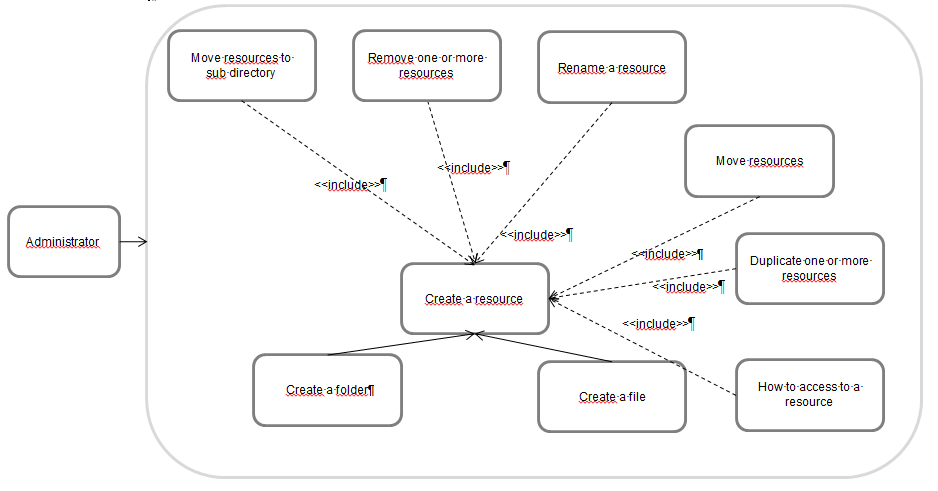 Move resources to
sub directory
Remove one or more
resources
Rename a resource
Move resources
<<include>>¶
<<include>>¶
Administrator
<<include>>¶
<<include>>¶
Duplicate one or more
resources
<<include>>¶
Create a resource
<<include>>¶
Create a folder¶
Create a file
How to access to a
resource